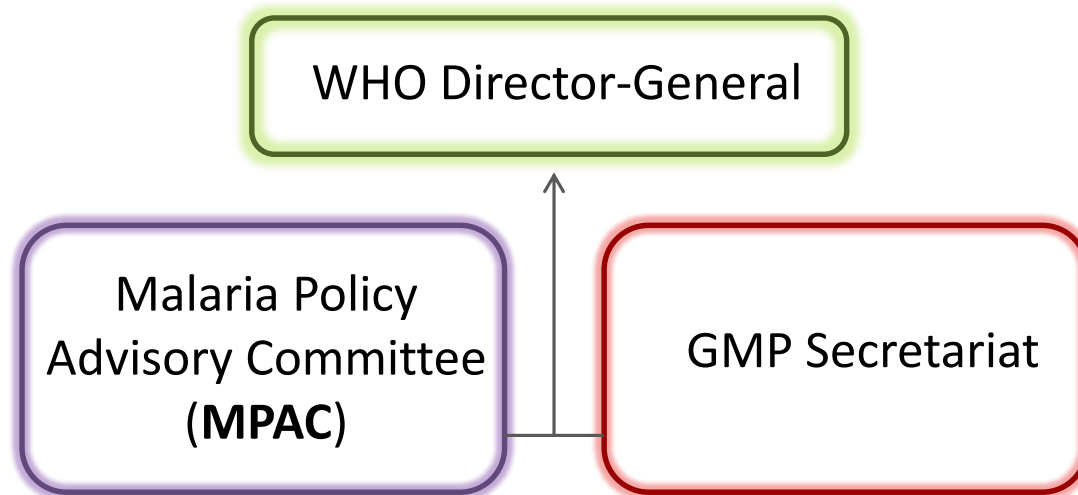 WHO Director-General
Malaria Policy
Advisory Committee
(MPAC)
GMP Secretariat